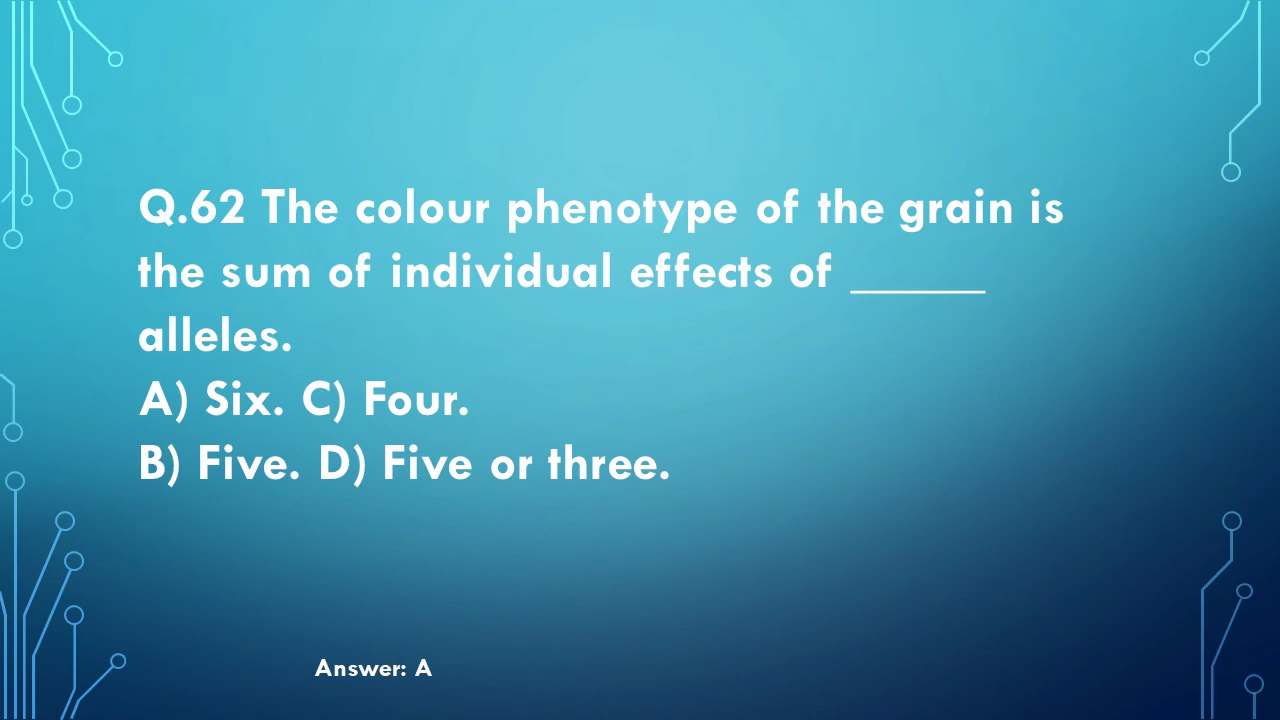 Q.62 The colour phenotype of the grain is
the sum of individual effects of ______
alleles.
A) Six. C) Four.
B) Five. D) Five or three.
Answer: A